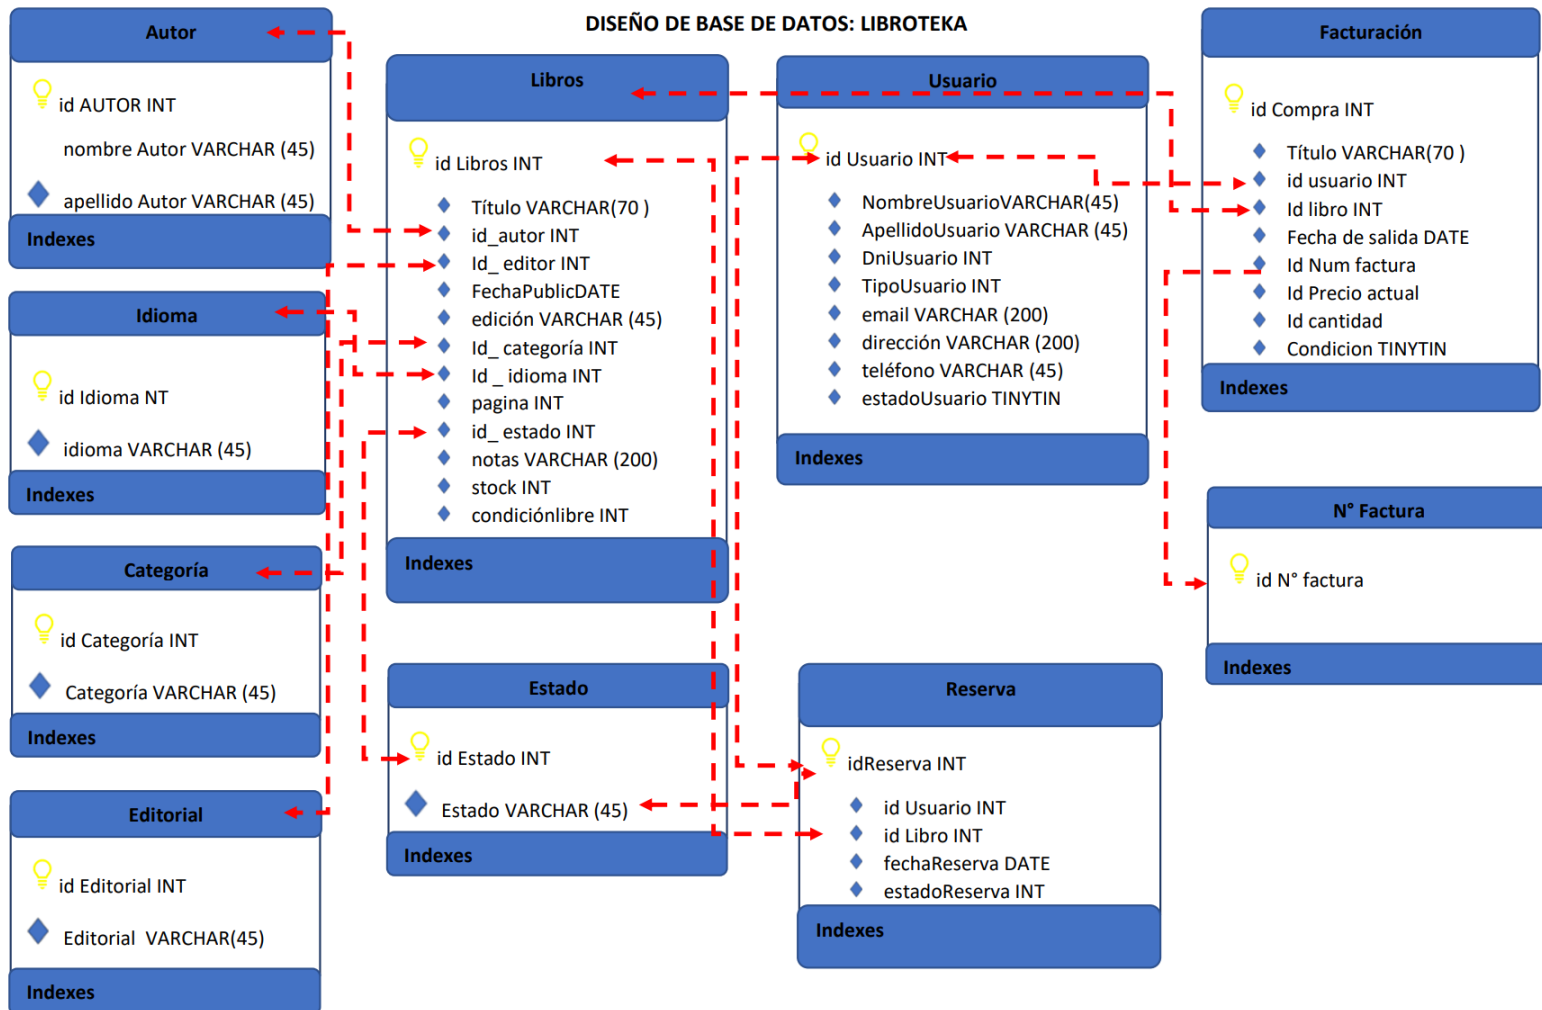 DISEÑO DE BASE DE DATOS: LIBROTEKA
Autor
id AUTOR INT
nombre Autor VARCHAR (45)
apellido Autor VARCHAR (45)
Indexes
Idioma
id Idioma NT
idioma VARCHAR (45)
Indexes
Categoría
id Categoría INT
Categoría VARCHAR (45)
Indexes
Editorial
id Editorial INT
Editorial VARCHAR(45)
Indexes
Libros
id Libros INT
Título VARCHAR(70 )
id_autor INT
Id_ editor INT
FechaPublicDATE
edición VARCHAR (45)
Id_ categoría INT
Id _ idioma INT
pagina INT
id_ estado INT
notas VARCHAR (200)
stock INT
condiciónlibre INT
Indexes
Estado
id Estado INT
Estado VARCHAR (45)
Indexes
Usuario
id Usuario INT
NombreUsuarioVARCHAR(45)
ApellidoUsuario VARCHAR (45)
DniUsuario INT
TipoUsuario INT
email VARCHAR (200)
dirección VARCHAR (200)
teléfono VARCHAR (45)
estadoUsuario TINYTIN
Indexes
Reserva
idReserva INT
id Usuario INT
id Libro INT
fechaReserva DATE
estadoReserva INT
Indexes
Facturación
id Compra INT
Título VARCHAR(70 )
id usuario INT
Id libro INT
Fecha de salida DATE
Id Num factura
Id Precio actual
Id cantidad
Condicion TINYTIN
Indexes
N° Factura
id N° factura
Indexes